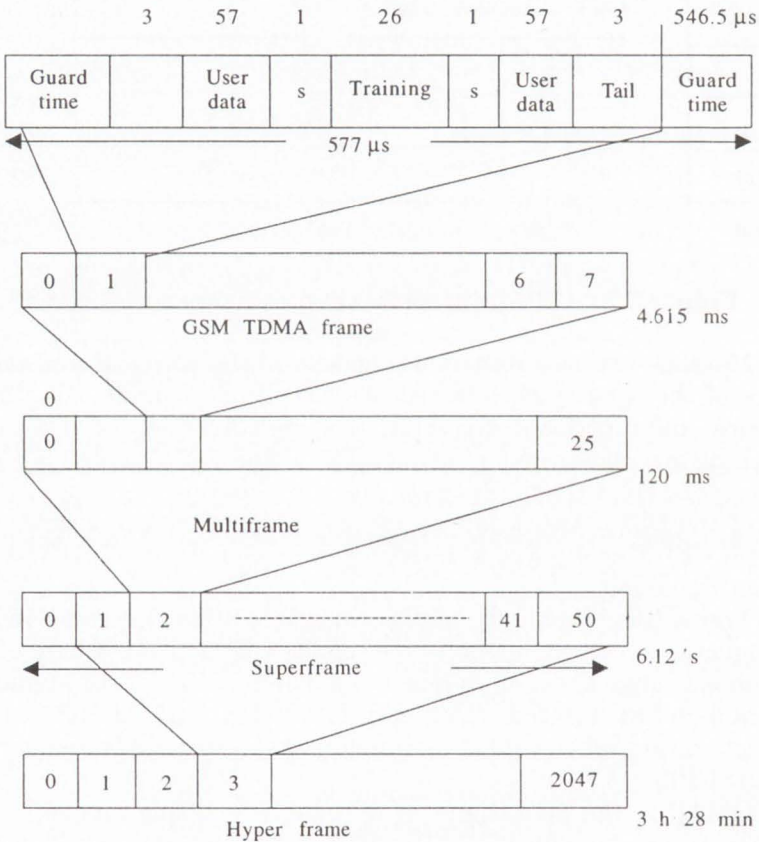 3 57 1 26 1 57 3 546.5 µs
Guard time User data s Training s User data Tail Guard time
577 µs
0 1 6 7
GSM TDMA frame
4.615 ms
0
0 25
120 ms
Multiframe
0 1 2 41 50
Superframe
6.12 's
0 1 2 3 2047
Hyper frame
3 h 28 min